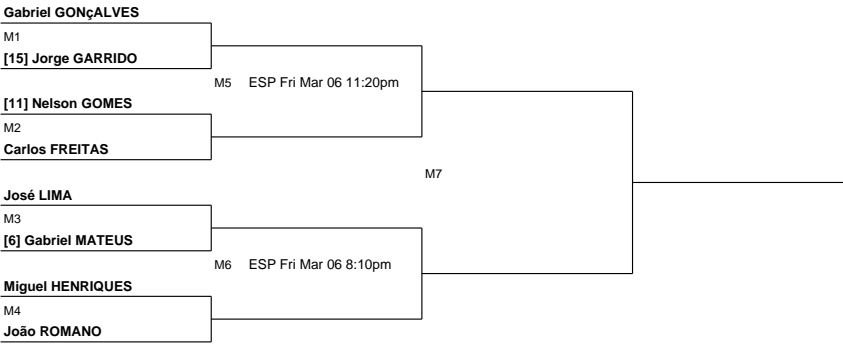 Gabriel GONçALVES
M1
[15] Jorge GARRIDO
M5 ESP Fri Mar 06 11:20pm
[11] Nelson GOMES
M2
Carlos FREITAS
M7
José LIMA
M3
[6] Gabriel MATEUS
M6 ESP Fri Mar 06 8:10pm
Miguel HENRIQUES
M4
João ROMANO